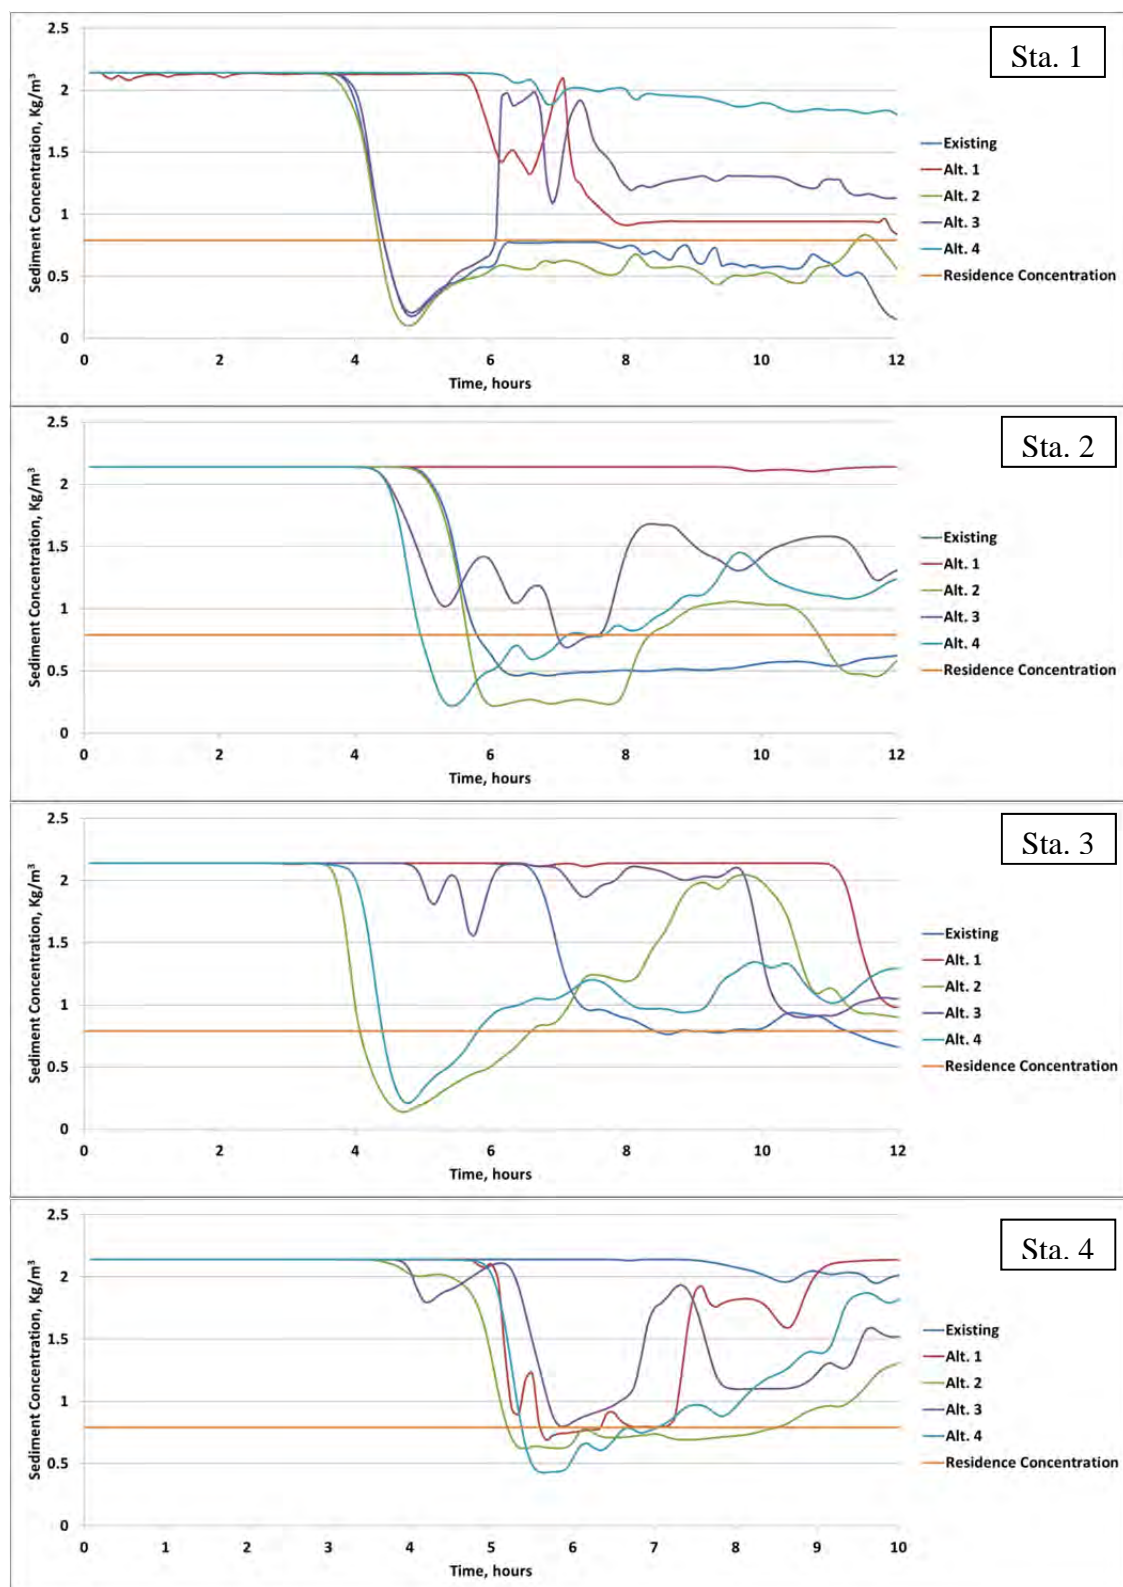 Sta. 1
Sediment Concentration, Kg/m³
2.5
2
1.5
1
0.5
0
0 2 4 6 8 10 12
Time, hours
Existing
Alt. 1
Alt. 2
Alt. 3
Alt. 4
Residence Concentration
Sta. 2
Sediment Concentration, Kg/m³
2.5
2
1.5
1
0.5
0
0 2 4 6 8 10 12
Time, hours
Existing
Alt. 1
Alt. 2
Alt. 3
Alt. 4
Residence Concentration
Sta. 3
Sediment Concentration, Kg/m³
2.5
2
1.5
1
0.5
0
0 2 4 6 8 10 12
Time, hours
Existing
Alt. 1
Alt. 2
Alt. 3
Alt. 4
Residence Concentration
Sta. 4
Sediment Concentration, Kg/m³
2.5
2
1.5
1
0.5
0
0 1 2 3 4 5 6 7 8 9 10
Time, hours
Existing
Alt. 1
Alt. 2
Alt. 3
Alt. 4
Residence Concentration